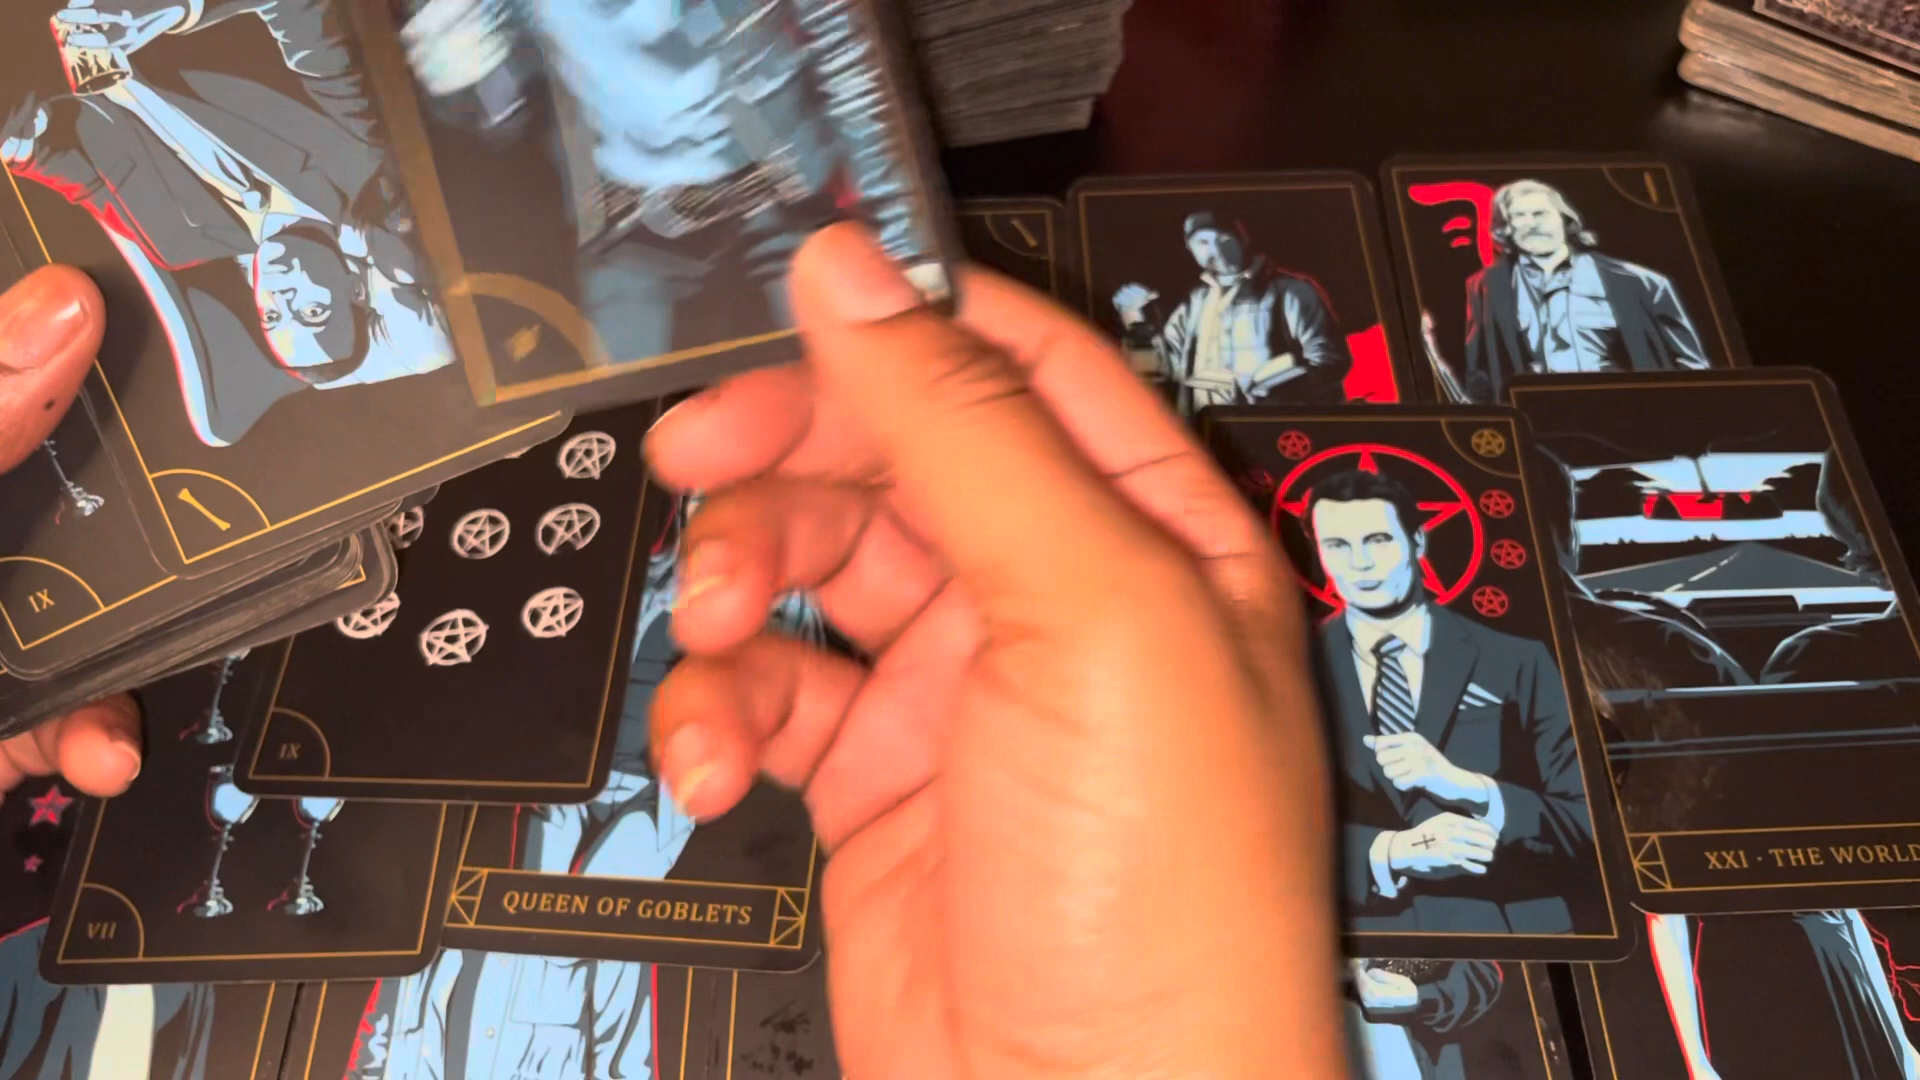 IX
IX
VII
QUEEN OF GOBLETS
XXI · THE WORLD